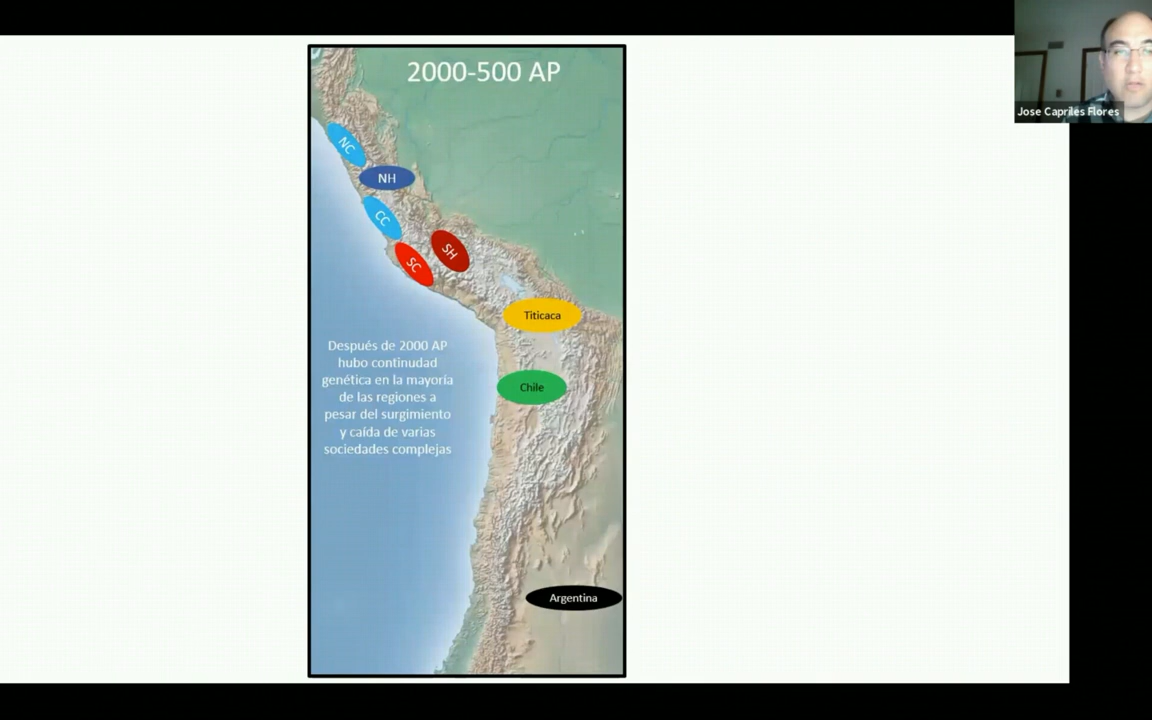 2000-500 AP
Jose Capriles Flores
NC
NH
CC
SH
SC
Titicaca
Después de 2000 AP
hubo continudad
genética en la mayoría
de las regiones a
pesar del surgimiento
y caída de varias
sociedades complejas
Chile
Argentina